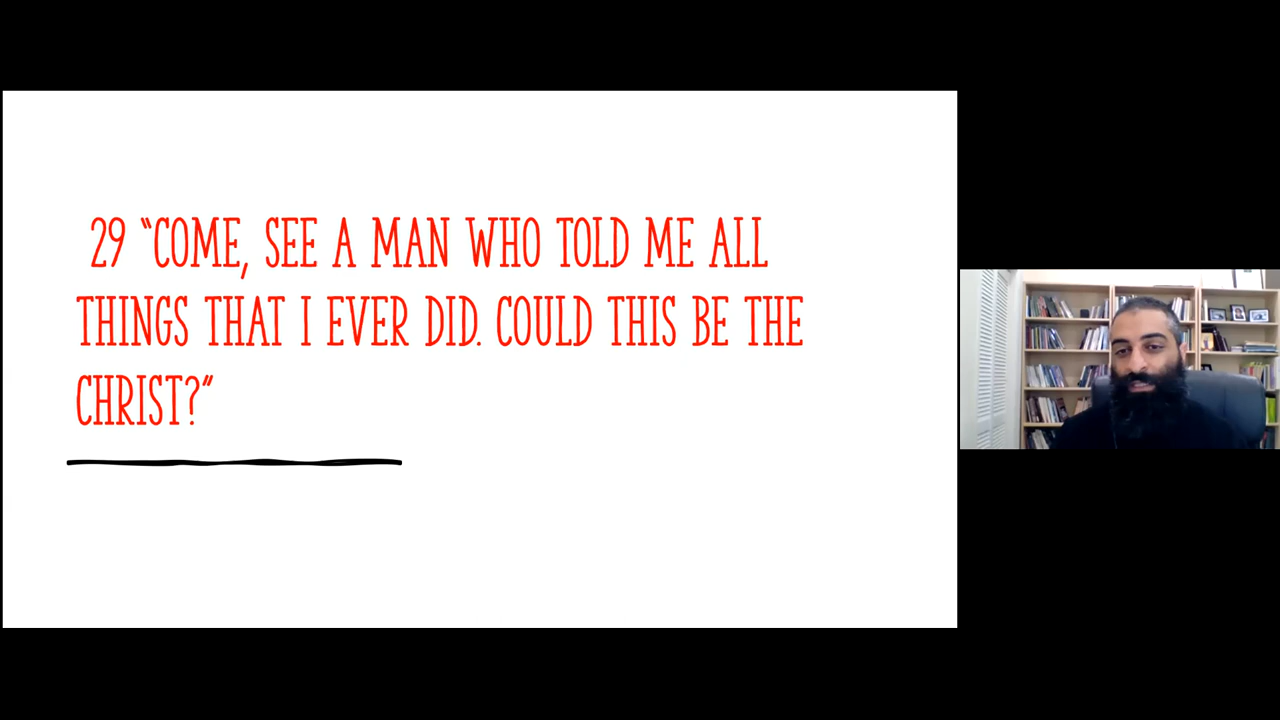 29 “COME, SEE A MAN WHO TOLD ME ALL
THINGS THAT I EVER DID. COULD THIS BE THE
CHRIST?”